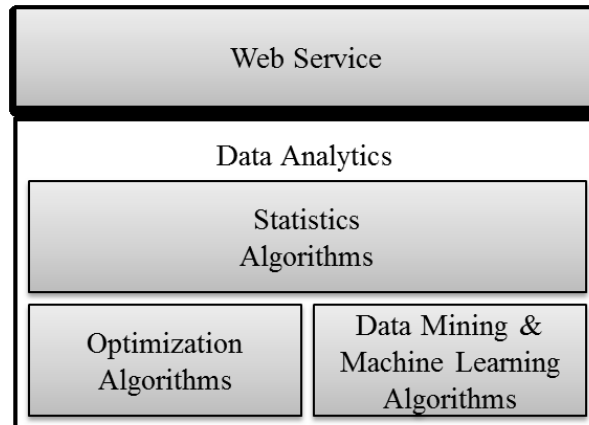 Web Service
Data Analytics
Statistics
Algorithms
Optimization
Algorithms
Data Mining &
Machine Learning
Algorithms